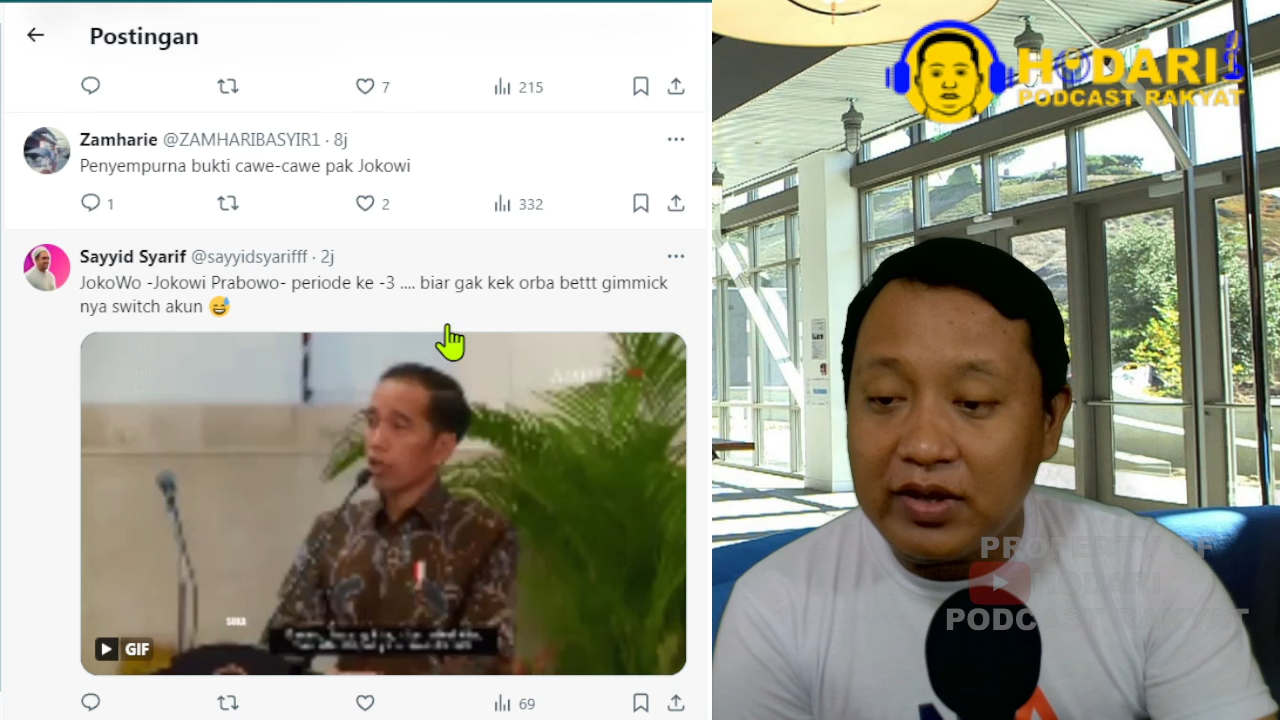 Postingan
7
215
Zamharie @ZAMHARIBASYIR1 · 8j
Penyempurna bukti cawe-cawe pak Jokowi
1
2
332
Sayyid Syarif @sayyidsyarifff · 2j
JokoWo -Jokowi Prabowo- periode ke -3 .... biar gak kek orba bettt gimmick
nya switch akun 😅
SUKA
GIF
69
HODARI
PODCAST RAKYAT
PROPERTY OF
HODARI
PODCAST RAKYAT